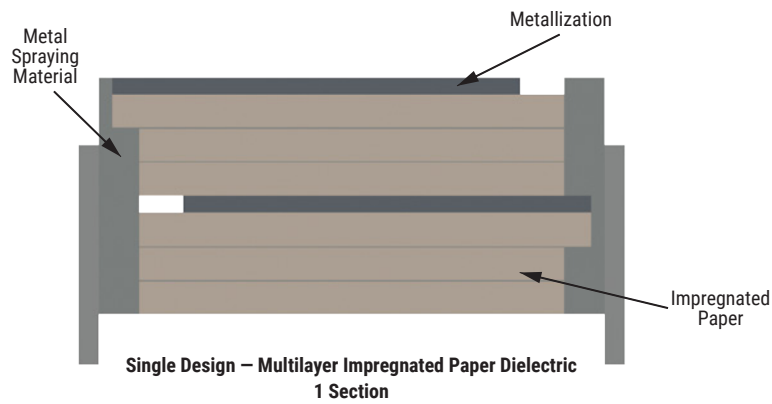 Metallization
Metal
Spraying
Material
Impregnated
Paper
Single Design — Multilayer Impregnated Paper Dielectric
1 Section